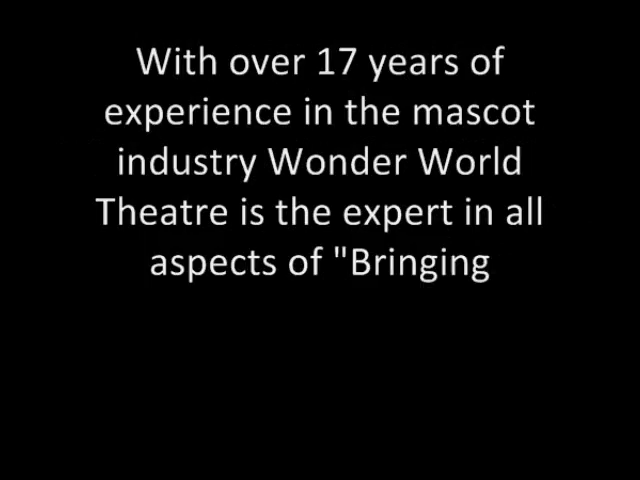 With over 17 years of
experience in the mascot
industry Wonder World
Theatre is the expert in all
aspects of "Bringing